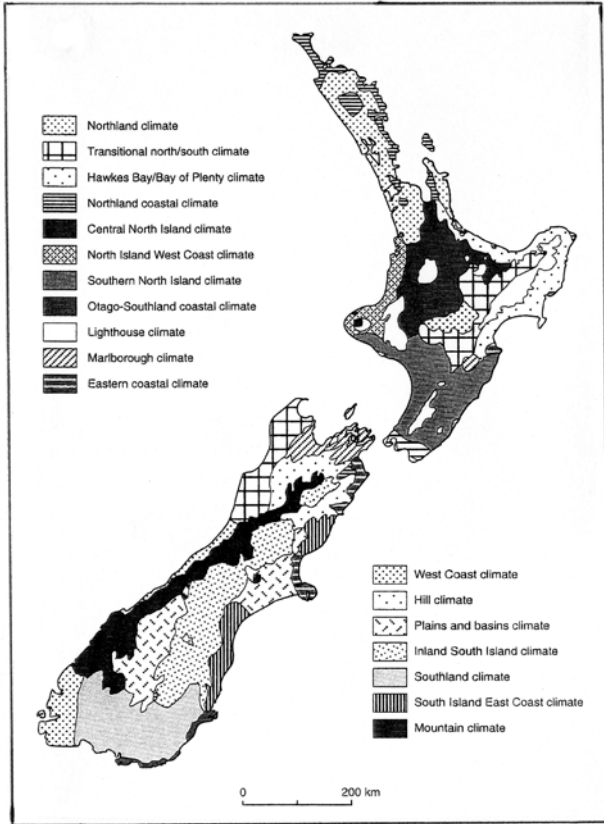 Northland climate
Transitional north/south climate
Hawkes Bay/Bay of Plenty climate
Northland coastal climate
Central North Island climate
North Island West Coast climate
Southern North Island climate
Otago-Southland coastal climate
Lighthouse climate
Marlborough climate
Eastern coastal climate
West Coast climate
Hill climate
Plains and basins climate
Inland South Island climate
Southland climate
South Island East Coast climate
Mountain climate
0 200 km